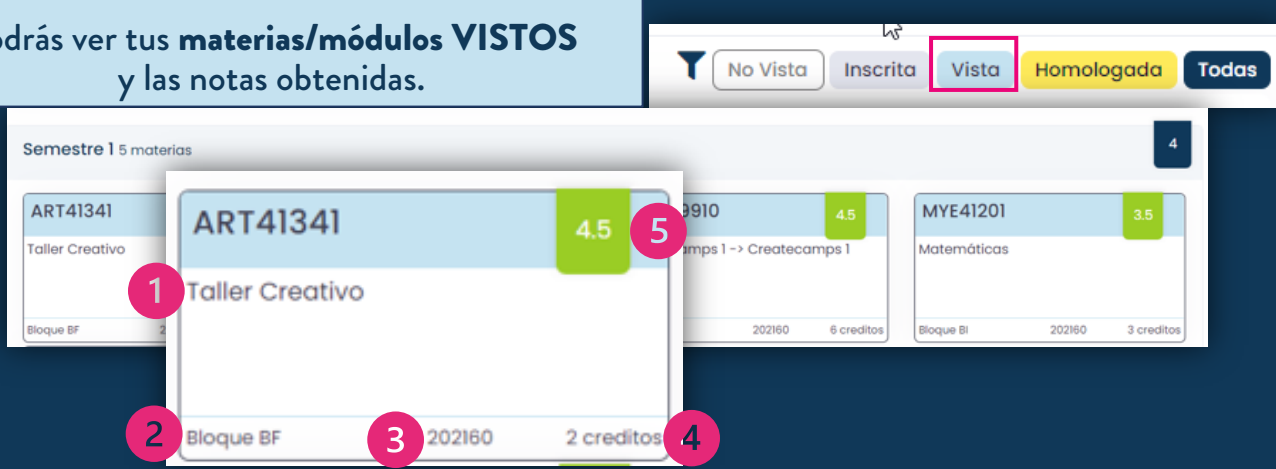 odrás ver tus materias/módulos VISTOS
y las notas obtenidas.
No Vista Inscrita Vista Homologada Todas
Semestre 1 5 materias
4
ART41341
Taller Creativo
Bloque BF 2
ART41341
4.5
5
1
Taller Creativo
2
Bloque BF
3
202160
2 creditos
4
9910
4.5
amps 1 -> Createcamps 1
202160 6 creditos
MYE41201
3.5
Matemáticas
Bloque BI 202160 3 creditos